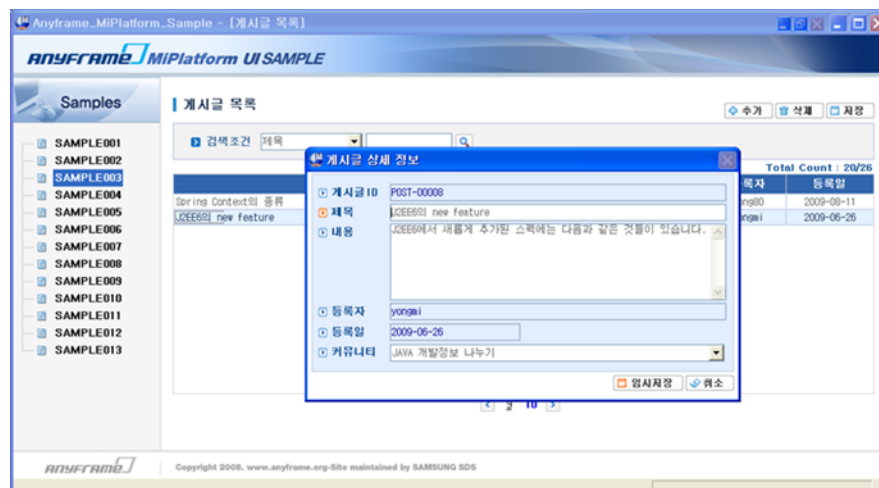 Anyframe_MiPlatform_Sample - [게시글 목록]
ANYFRAME MiPlatform UI SAMPLE
Samples
SAMPLE001
SAMPLE002
SAMPLE003
SAMPLE004
SAMPLE005
SAMPLE006
SAMPLE007
SAMPLE008
SAMPLE009
SAMPLE010
SAMPLE011
SAMPLE012
SAMPLE013
게시글 목록
추가 삭제 저장
검색조건 제목
Total Count : 20/26
등록일
Spring Context의 종류
2009-08-11
J2EE6의 new feature
2009-06-26
게시글 상세 정보
게시글ID POST-00008
제목 J2EE6의 new feature
내용 J2EE6에서 새롭게 추가된 스펙에는 다음과 같은 것들이 있습니다.
등록자 yongmi
등록일 2009-06-26
커뮤니티 JAVA 개발정보 나누기
임시저장 취소
10
ANYFRAME
Copyright 2008. www.anyframe.org-Site maintained by SAMSUNG SDS